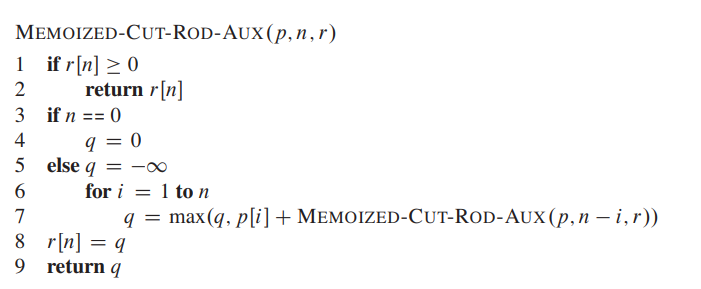 MEMOIZED-CUT-ROD-AUX(p, n, r)
1 if r[n] ≥ 0
2 return r[n]
3 if n == 0
4 q = 0
5 else q = −∞
6 for i = 1 to n
7 q = max(q, p[i] + MEMOIZED-CUT-ROD-AUX(p, n − i, r))
8 r[n] = q
9 return q